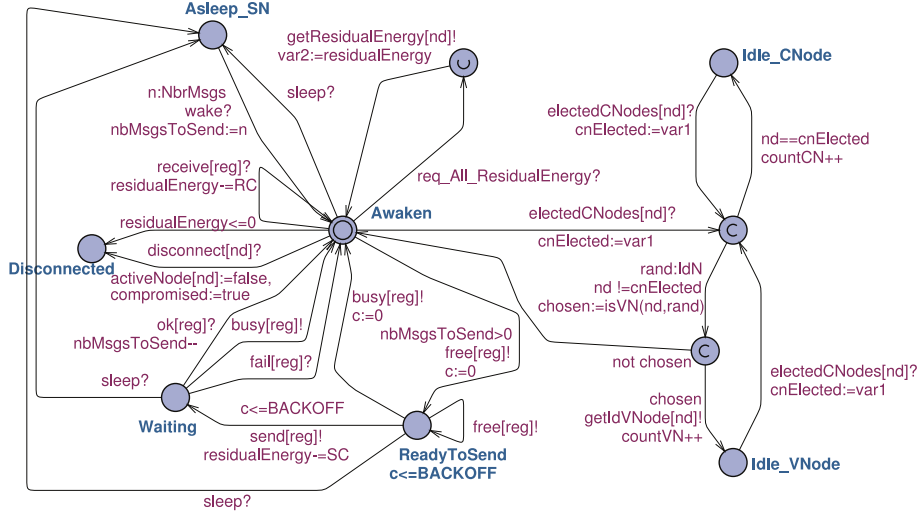 Asleep_SN
getResidualEnergy[nd]!
var2:=residualEnergy
U
Idle_CNode
n:NbrMsgs
wake?
nbMsgsToSend:=n
sleep?
electedCNodes[nd]?
cnElected:=var1
nd==cnElected
countCN++
receive[reg]?
residualEnergy-=RC
req_All_ResidualEnergy?
residualEnergy<=0
Awaken
electedCNodes[nd]?
cnElected:=var1
C
Disconnected
disconnect[nd]?
activeNode[nd]:=false,
compromised:=true
rand:IdN
nd !=cnElected
chosen:=isVN(nd,rand)
ok[reg]?
nbMsgsToSend--
busy[reg]!
busy[reg]!
c:=0
nbMsgsToSend>0
free[reg]!
c:=0
C
not chosen
fail[reg]?
sleep?
electedCNodes[nd]?
cnElected:=var1
chosen
getIdVNode[nd]!
countVN++
Waiting
c<=BACKOFF
send[reg]!
residualEnergy-=SC
free[reg]!
ReadyToSend
c<=BACKOFF
Idle_VNode
sleep?